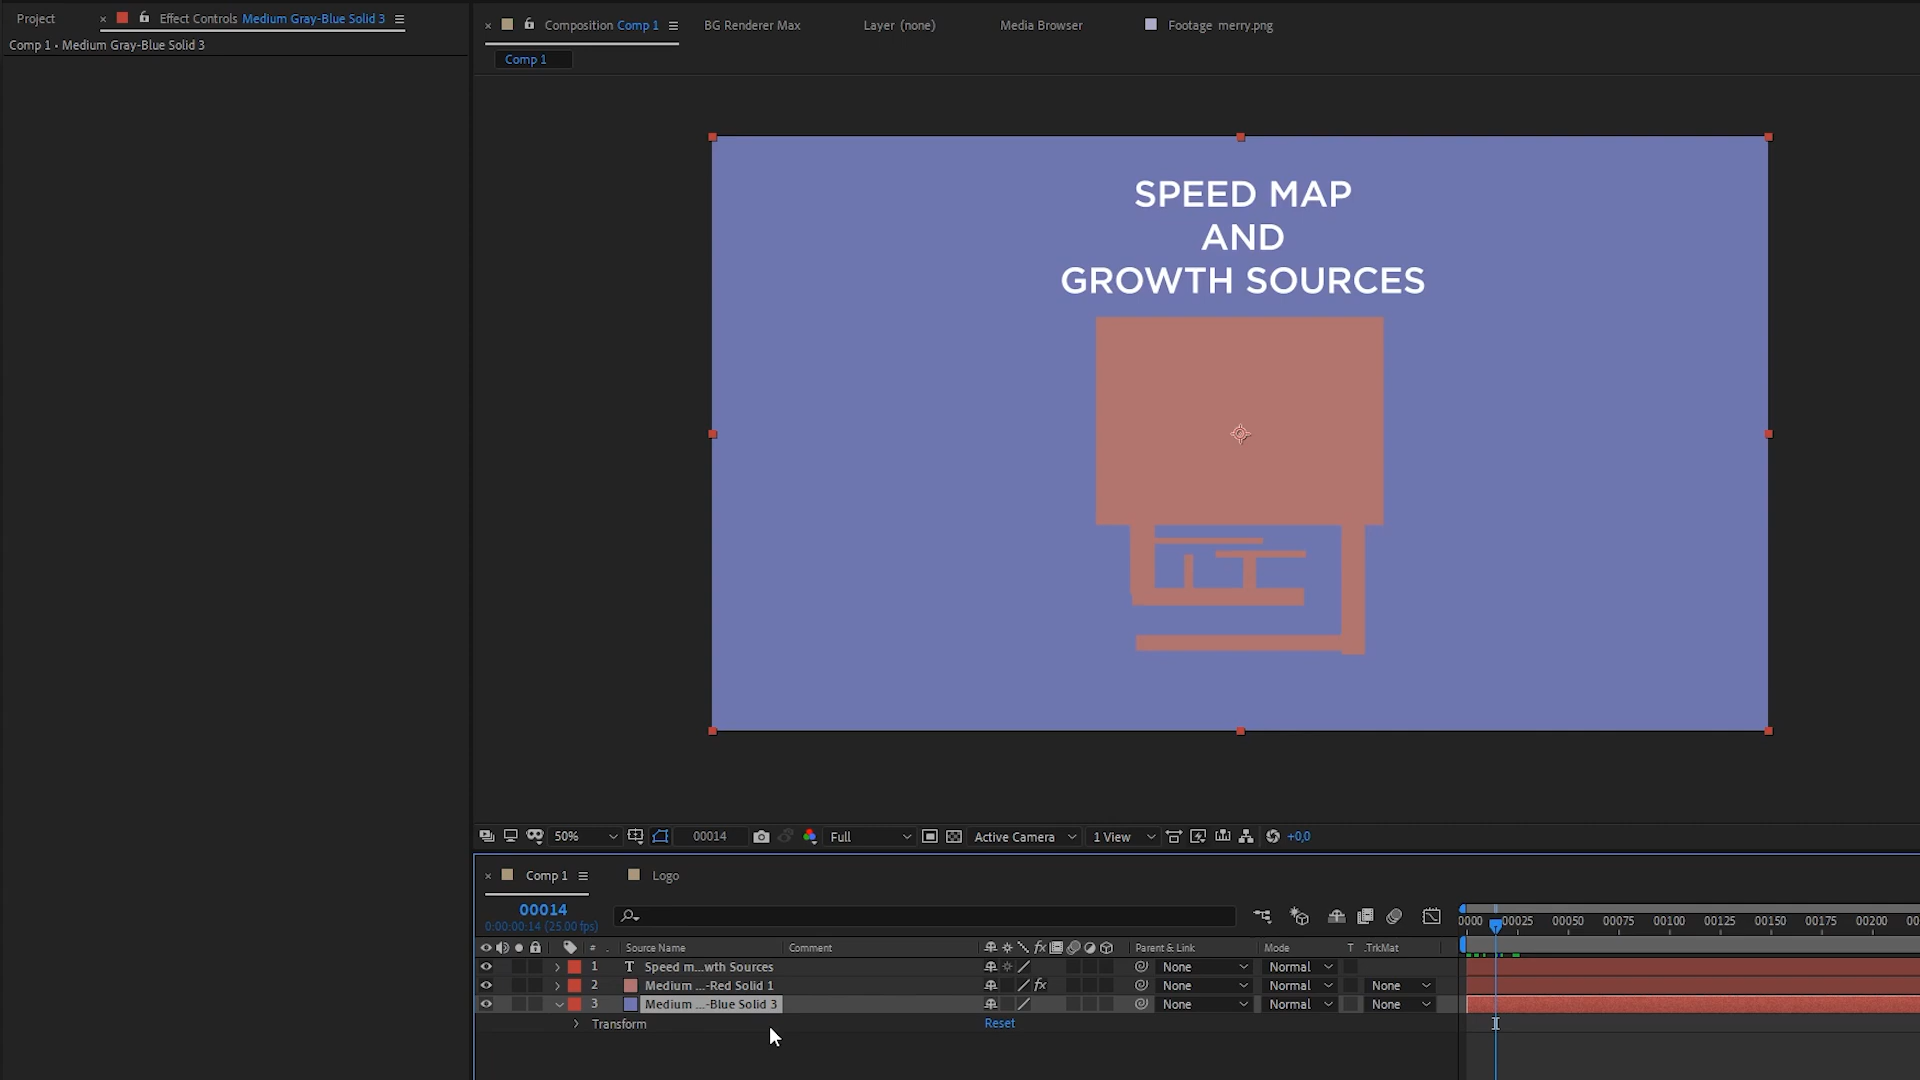 Project
Effect Controls Medium Gray-Blue Solid 3
Comp 1 • Medium Gray-Blue Solid 3
Composition Comp 1
BG Renderer Max
Layer (none)
Media Browser
Footage merry.png
Comp 1
SPEED MAP
AND
GROWTH SOURCES
50%
00014
Full
Active Camera
1 View
+0,0
Comp 1
Logo
00014
0:00:00:14 (25.00 fps)
0000 00025 00050 00075 00100 00125 00150 00175 00200 00
# . Source Name Comment fx Parent & Link Mode T .TrkMat
1 T Speed m...wth Sources None Normal
2 Medium ...-Red Solid 1 fx None Normal None
3 Medium ...-Blue Solid 3 None Normal None
Transform Reset